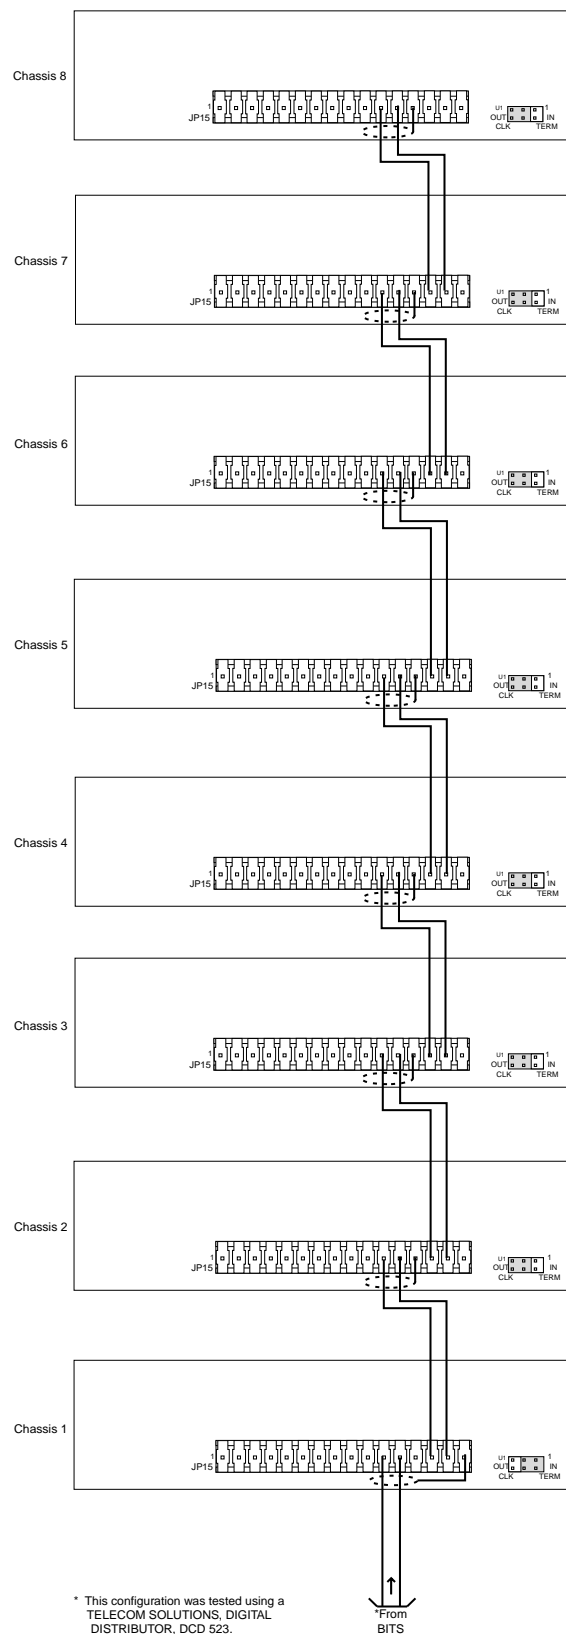 Chassis 8
1
JP15
U1 1
OUT IN
CLK TERM
Chassis 7
1
JP15
U1 1
OUT IN
CLK TERM
Chassis 6
1
JP15
U1 1
OUT IN
CLK TERM
Chassis 5
1
JP15
U1 1
OUT IN
CLK TERM
Chassis 4
1
JP15
U1 1
OUT IN
CLK TERM
Chassis 3
1
JP15
U1 1
OUT IN
CLK TERM
Chassis 2
1
JP15
U1 1
OUT IN
CLK TERM
Chassis 1
1
JP15
U1 1
OUT IN
CLK TERM
* This configuration was tested using a
TELECOM SOLUTIONS, DIGITAL
DISTRIBUTOR, DCD 523.
*From
BITS